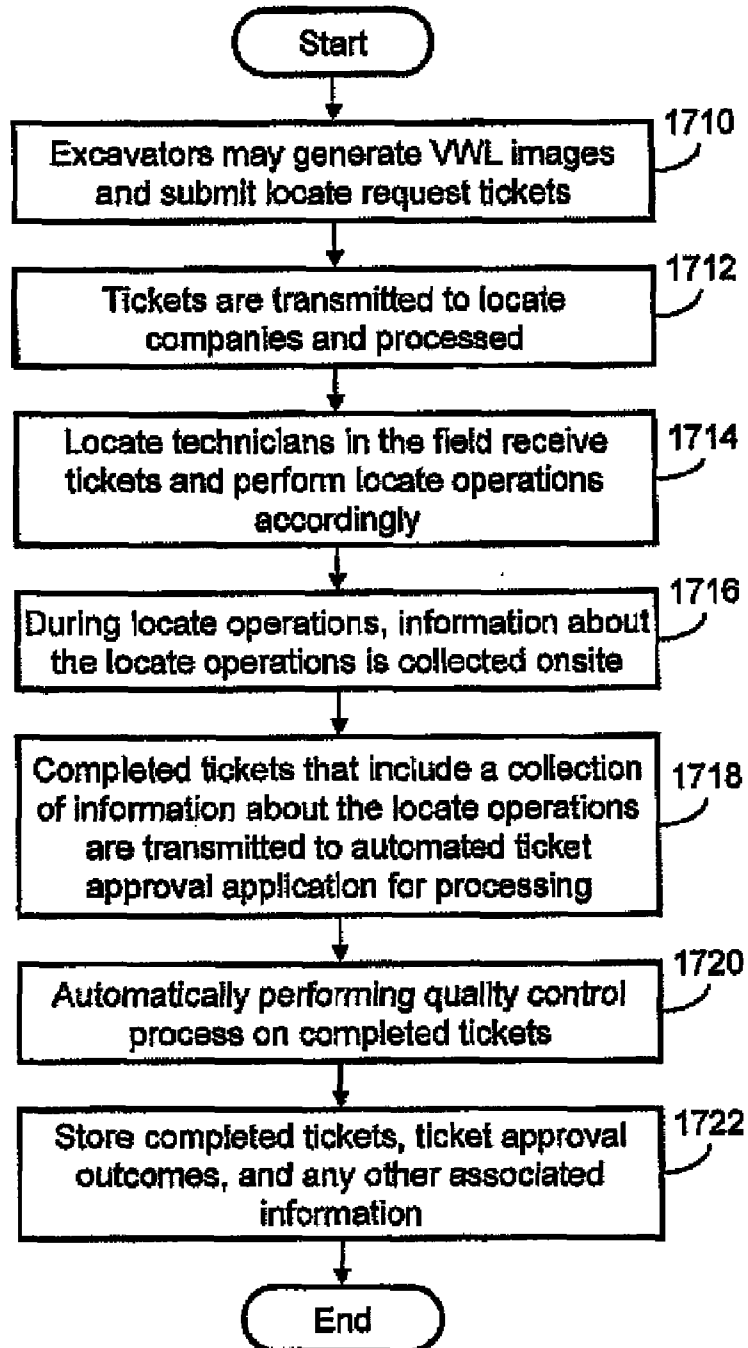 Start
1710
Excavators may generate VWL images
and submit locate request tickets
1712
Tickets are transmitted to locate
companies and processed
1714
Locate technicians in the field receive
tickets and perform locate operations
accordingly
1716
During locate operations, information about
the locate operations is collected onsite
1718
Completed tickets that include a collection
of information about the locate operations
are transmitted to automated ticket
approval application for processing
1720
Automatically performing quality control
process on completed tickets
1722
Store completed tickets, ticket approval
outcomes, and any other associated
information
End